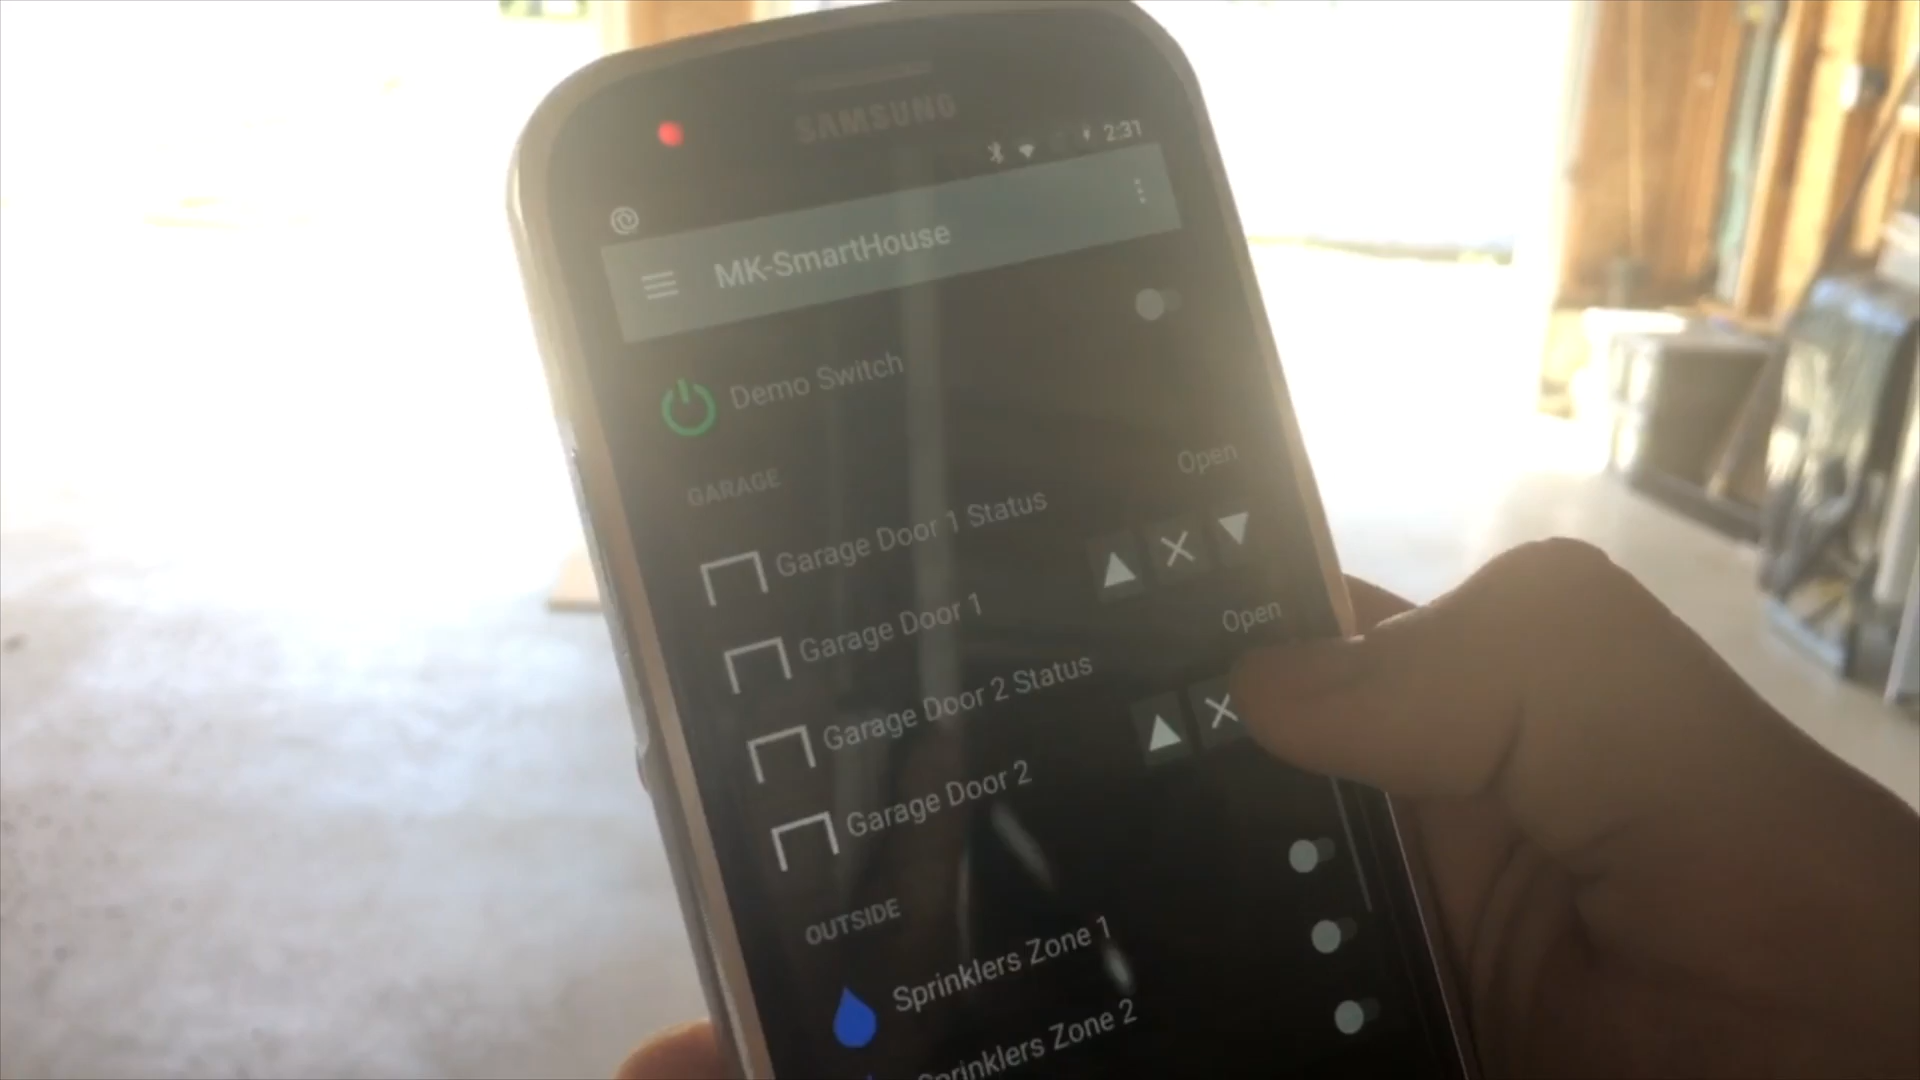 SAMSUNG
2:31
MK-SmartHouse
Demo Switch
GARAGE
Garage Door 1 Status Open
Garage Door 1
Garage Door 2 Status Open
Garage Door 2
OUTSIDE
Sprinklers Zone 1
Sprinklers Zone 2